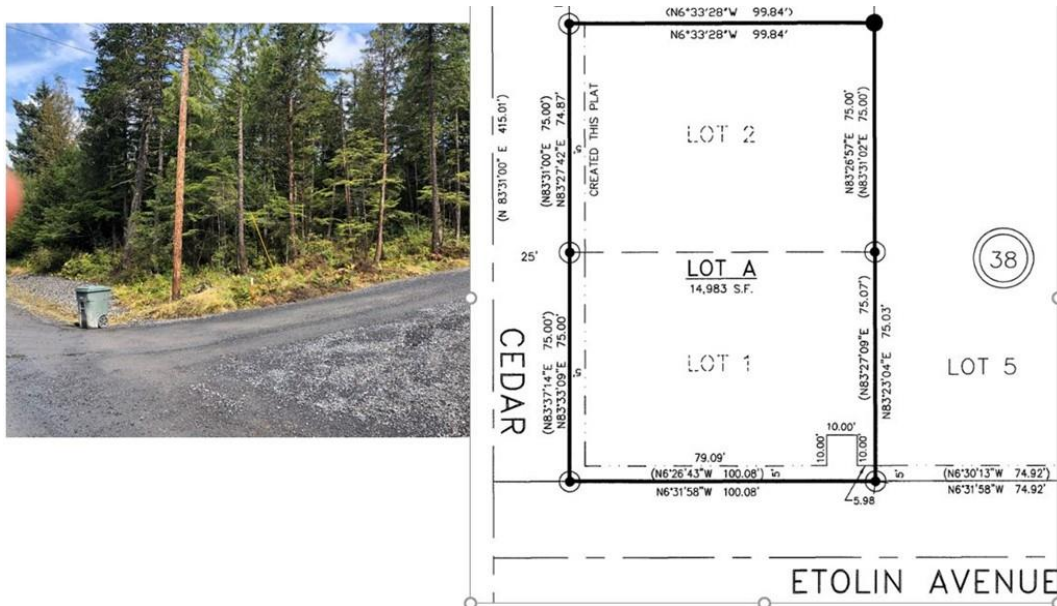 (N6°33'28"W 99.84')
N6°33'28"W 99.84'
(N 83°31'00" E 415.01')
(N83°31'00"E 75.00')
N83°27'42"E 74.87'
5'
CREATED THIS PLAT
LOT 2
N83°26'57"E 75.00'
(N83°31'02"E 75.00')
25'
LOT A
14,983 S.F.
38
CEDAR
(N83°37'14"E 75.00')
N83°33'09"E 75.00'
5'
LOT 1
(N83°27'09"E 75.07')
N83°23'04"E 75.03'
LOT 5
10.00'
10.00'
10.00'
79.09'
(N6°26'43"W 100.08')
5'
N6°31'58"W 100.08'
5'
(N6°30'13"W 74.92')
N6°31'58"W 74.92'
5.98
ETOLIN AVENUE